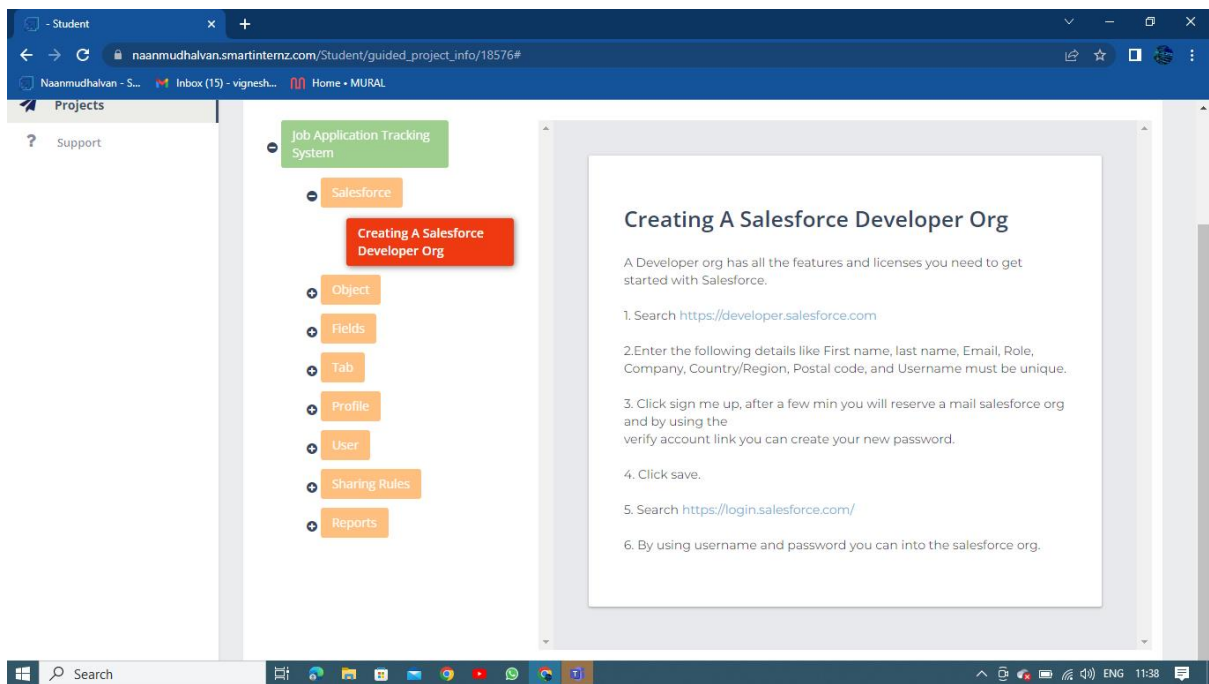 - Student
naanmudhalvan.smartinternz.com/Student/guided_project_info/18576#
Naanmudhalvan - S...
Inbox (15) - vignesh...
Home • MURAL
Projects
? Support
Job Application Tracking
System
Salesforce
Creating A Salesforce
Developer Org
Object
Fields
Tab
Profile
User
Sharing Rules
Reports
Creating A Salesforce Developer Org
A Developer org has all the features and licenses you need to get
started with Salesforce.
1. Search https://developer.salesforce.com
2.Enter the following details like First name, last name, Email, Role,
Company, Country/Region, Postal code, and Username must be unique.
3. Click sign me up, after a few min you will reserve a mail salesforce org
and by using the
verify account link you can create your new password.
4. Click save.
5. Search https://login.salesforce.com/
6. By using username and password you can into the salesforce org.
Search
ENG 11:38